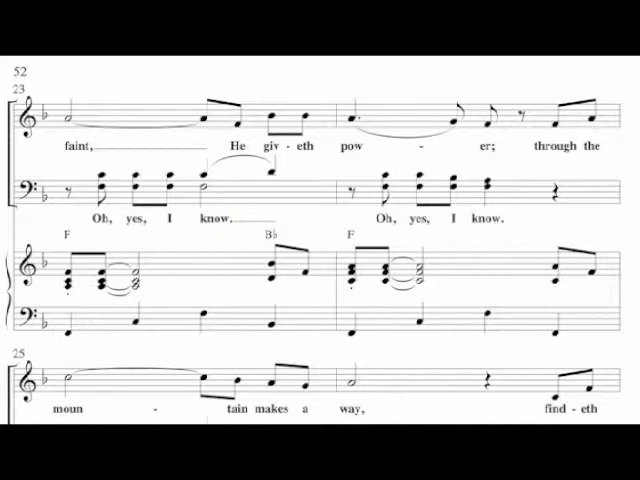 52
23
faint, He giv - eth pow - er; through the
Oh, yes, I know. Oh, yes, I know.
F B♭ F
25
moun - tain makes a way, find - eth